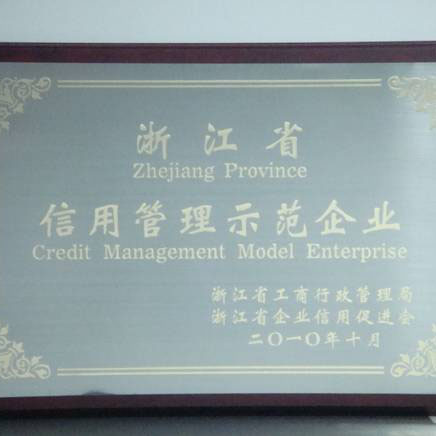 浙江省
Zhejiang Province
信用管理示范企业
Credit Management Model Enterprise
浙江省工商行政管理局
浙江省企业信用促进会
二〇一〇年十月